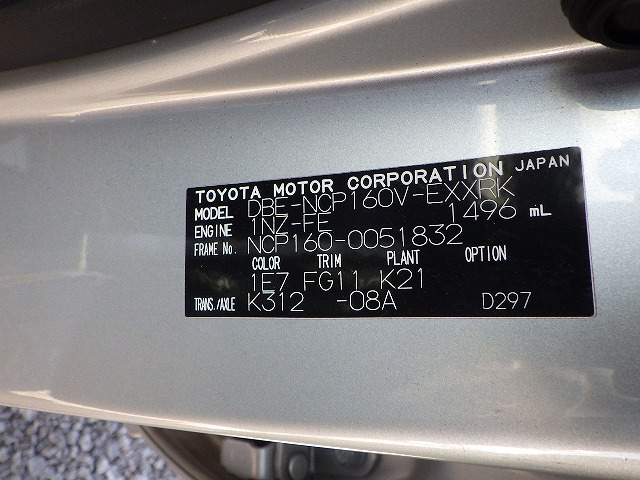 TOYOTA MOTOR CORPORATION JAPAN
MODEL DBE-NCP160V-EXXRK
ENGINE 1NZ-FE 1496 mL
FRAME No. NCP160-0051832
COLOR TRIM PLANT OPTION
1E7 FG11 K21
TRANS./AXLE K312 -08A D297